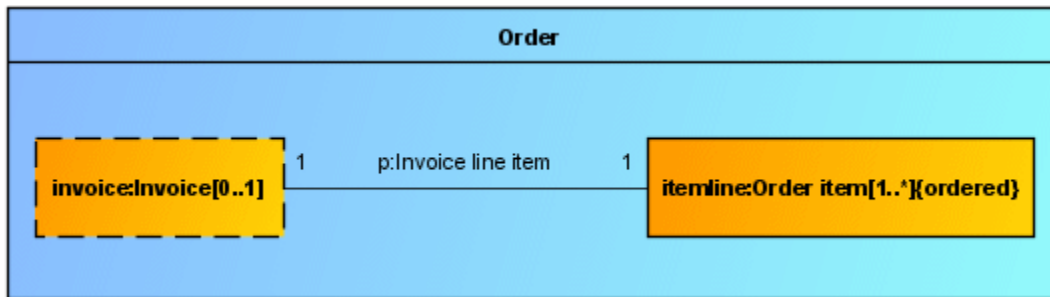 Order
1 p:Invoice line item 1
invoice:Invoice[0..1] itemline:Order item[1..*]{ordered}